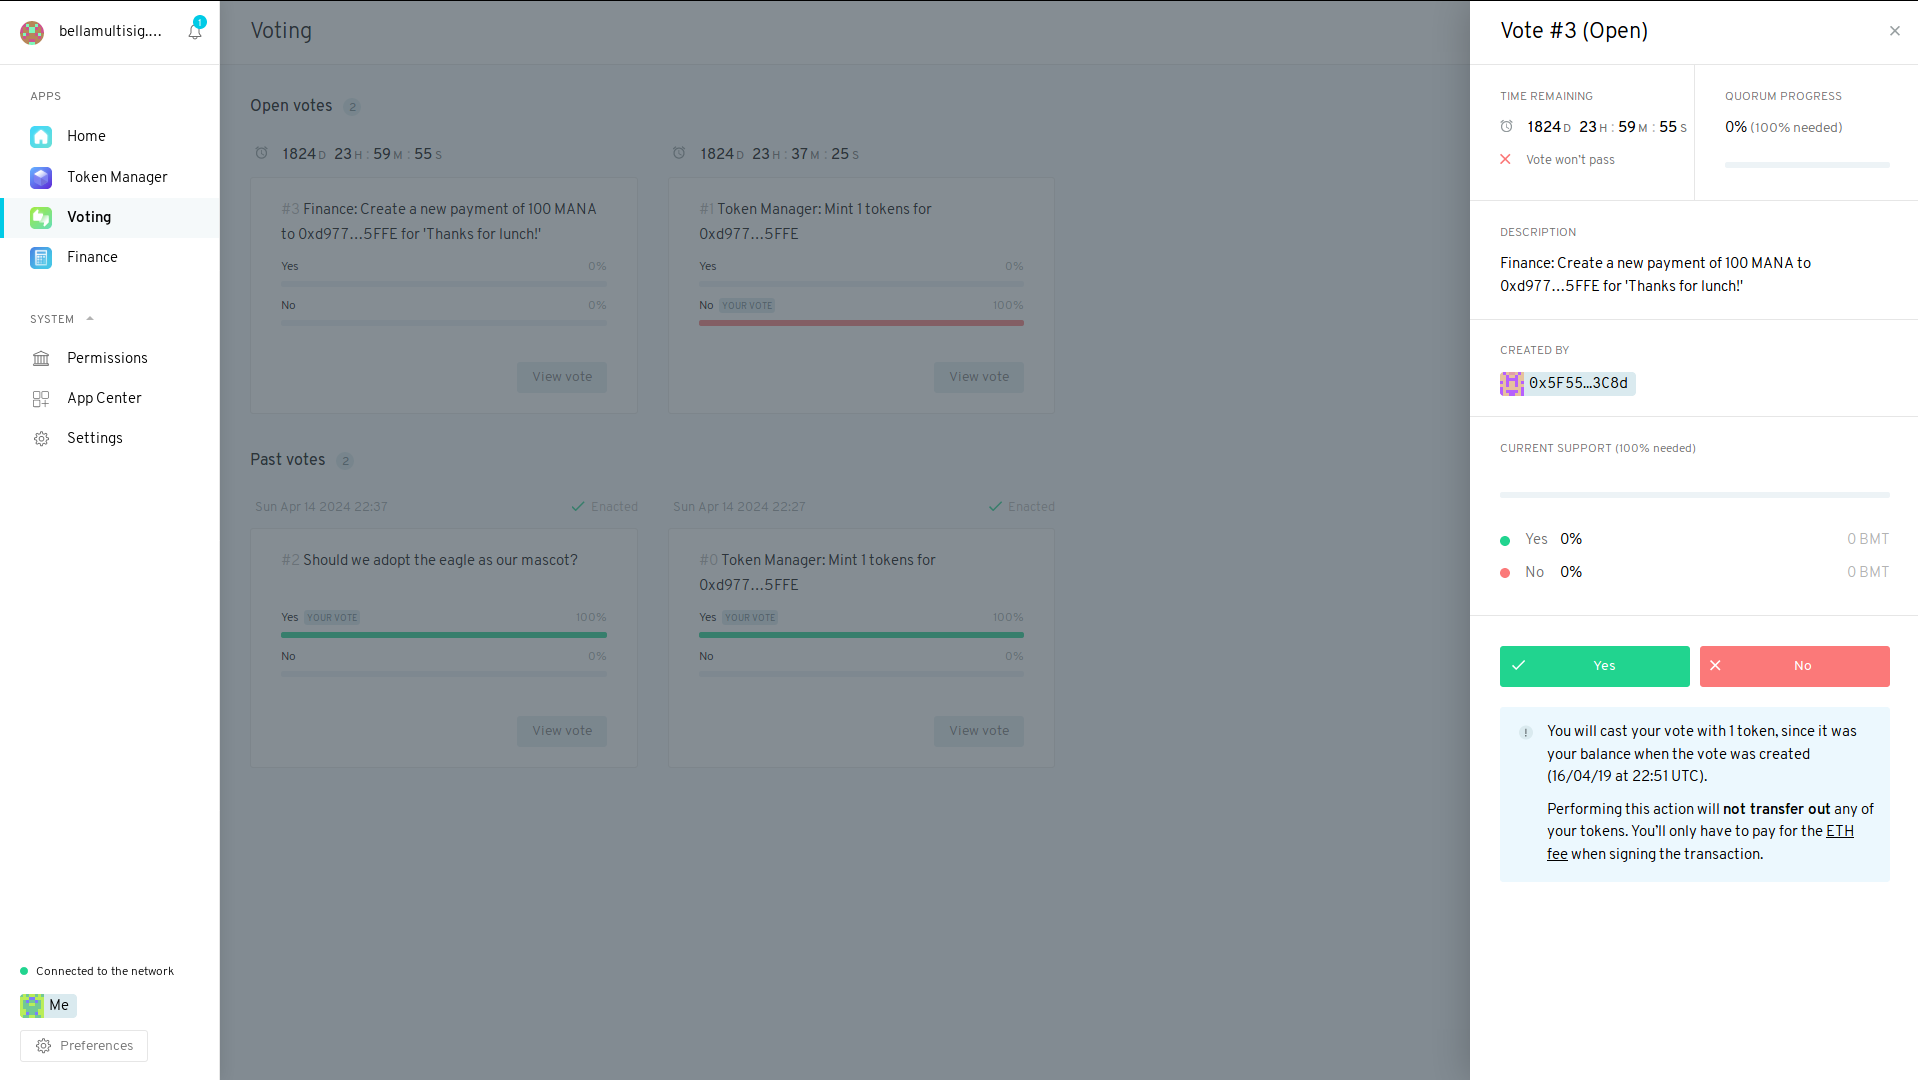 bellamultisig.…
1
APPS
Home
Token Manager
Voting
Finance
SYSTEM
Permissions
App Center
Settings
Connected to the network
Me
Preferences
Voting
Open votes 2
1824 D 23 H : 59 M : 55 S
#3 Finance: Create a new payment of 100 MANA
to 0xd977…5FFE for 'Thanks for lunch!'
Yes 0%
No 0%
View vote
1824 D 23 H : 37 M : 25 S
#1 Token Manager: Mint 1 tokens for
0xd977…5FFE
Yes 0%
No YOUR VOTE 100%
View vote
Past votes 2
Sun Apr 14 2024 22:37 Enacted
#2 Should we adopt the eagle as our mascot?
Yes YOUR VOTE 100%
No 0%
View vote
Sun Apr 14 2024 22:27 Enacted
#0 Token Manager: Mint 1 tokens for
0xd977…5FFE
Yes YOUR VOTE 100%
No 0%
View vote
Vote #3 (Open)
TIME REMAINING
1824 D 23 H : 59 M : 55 S
Vote won't pass
QUORUM PROGRESS
0% (100% needed)
DESCRIPTION
Finance: Create a new payment of 100 MANA to
0xd977…5FFE for 'Thanks for lunch!'
CREATED BY
0x5F55…3C8d
CURRENT SUPPORT (100% needed)
Yes 0% 0 BMT
No 0% 0 BMT
Yes
No
You will cast your vote with 1 token, since it was
your balance when the vote was created
(16/04/19 at 22:51 UTC).
Performing this action will not transfer out any of
your tokens. You'll only have to pay for the ETH
fee when signing the transaction.